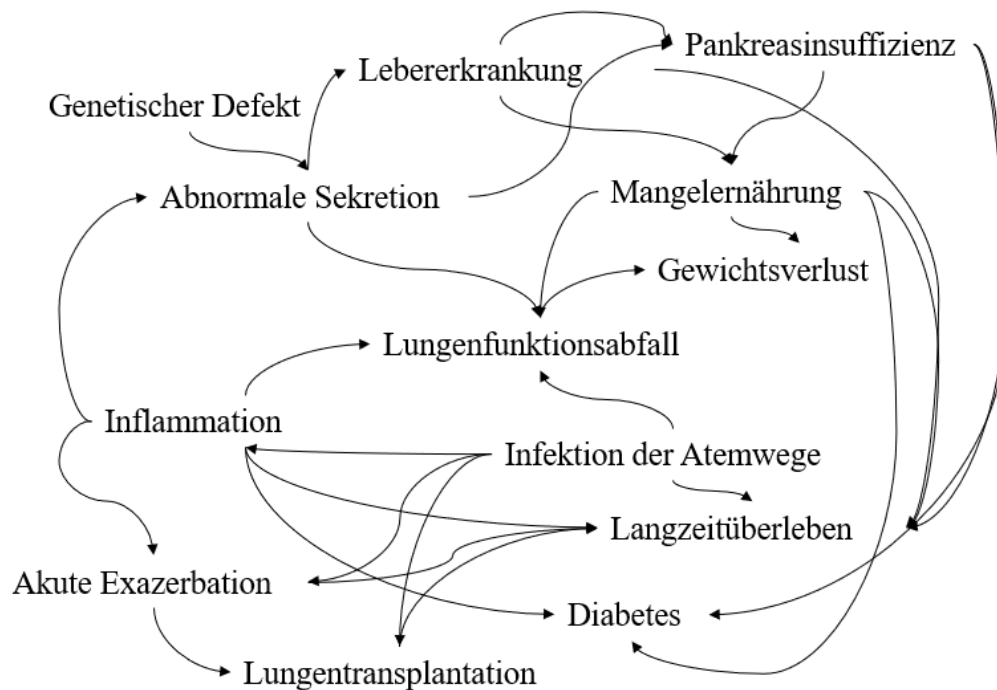 Pankreasinsuffizienz
Lebererkrankung
Genetischer Defekt
Abnormale Sekretion
Mangelernährung
Gewichtsverlust
Lungenfunktionsabfall
Inflammation
Infektion der Atemwege
Langzeitüberleben
Akute Exazerbation
Diabetes
Lungentransplantation